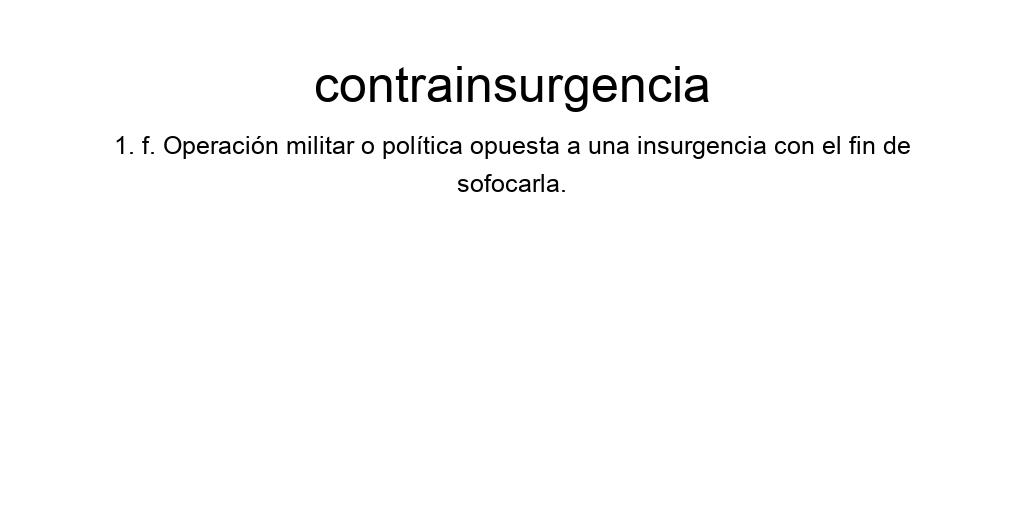 contrainsurgencia
1. f. Operación militar o política opuesta a una insurgencia con el fin de
sofocarla.